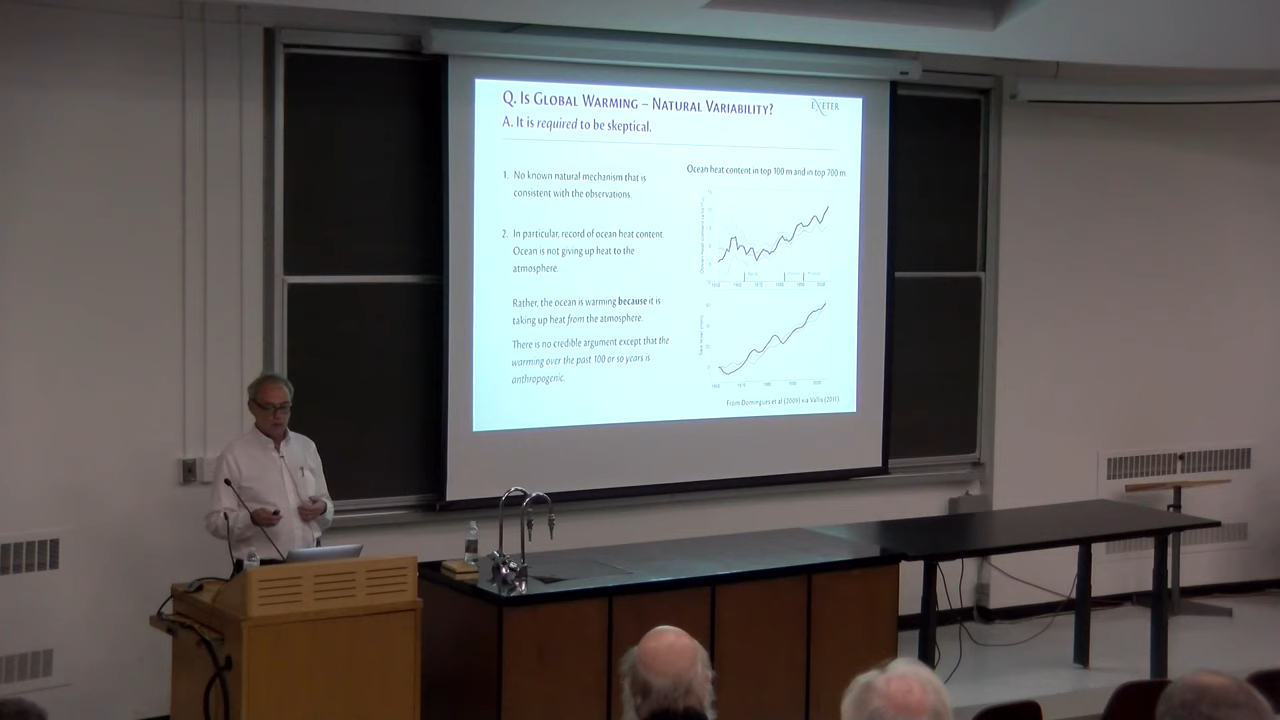 Q. Is Global Warming – Natural Variability?
EXETER
A. It is required to be skeptical.
1. No known natural mechanism that is
consistent with the observations.
2. In particular, record of ocean heat content.
Ocean is not giving up heat to the
atmosphere.
Rather, the ocean is warming because it is
taking up heat from the atmosphere.
There is no credible argument except that the
warming over the past 100 or so years is
anthropogenic.
Ocean heat content in top 100 m and in top 700 m
From Domingues et al (2009) via Vallis (2011)